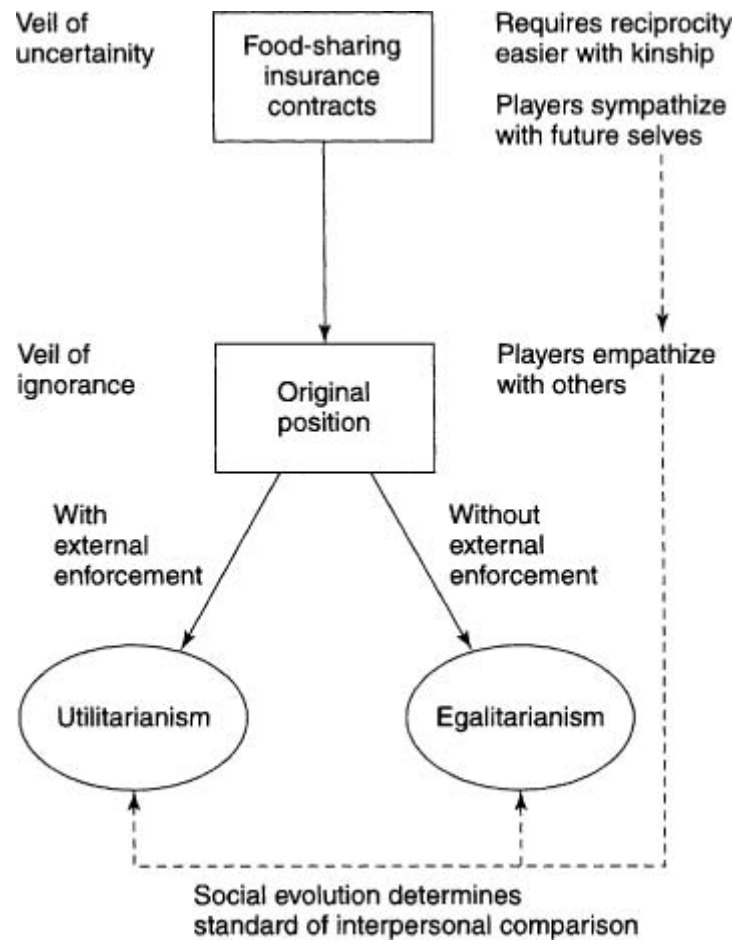 Veil of
uncertainity
Food-sharing
insurance
contracts
Requires reciprocity
easier with kinship
Players sympathize
with future selves
Veil of
ignorance
Original
position
Players empathize
with others
With
external
enforcement
Without
external
enforcement
Utilitarianism
Egalitarianism
Social evolution determines
standard of interpersonal comparison